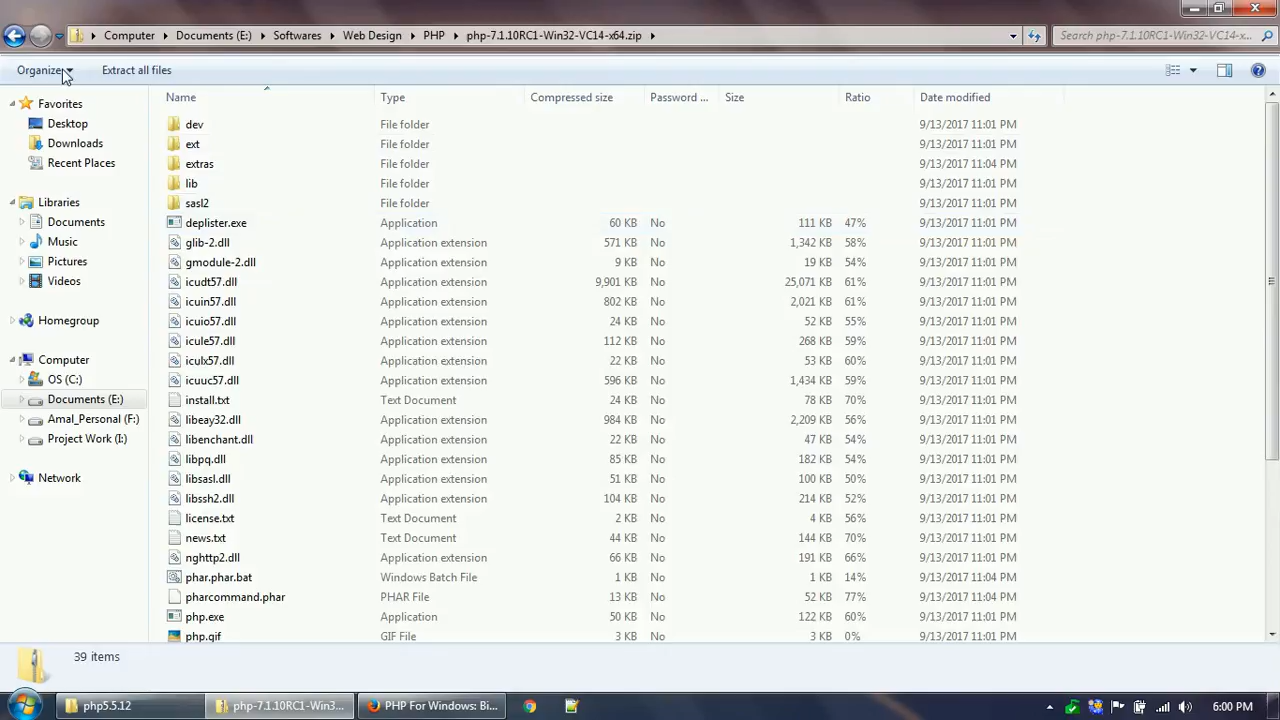 Computer Documents (E:) Softwares Web Design PHP php-7.1.10RC1-Win32-VC14-x64.zip Search php-7.1.10RC1-Win32-VC14-x...
Organize Extract all files
Name Type Compressed size Password ... Size Ratio Date modified
Favorites
Desktop
Downloads
Recent Places
Libraries
Documents
Music
Pictures
Videos
Homegroup
Computer
OS (C:)
Documents (E:)
Amal_Personal (F:)
Project Work (I:)
Network
dev File folder 9/13/2017 11:01 PM
ext File folder 9/13/2017 11:01 PM
extras File folder 9/13/2017 11:04 PM
lib File folder 9/13/2017 11:01 PM
sasl2 File folder 9/13/2017 11:01 PM
deplister.exe Application 60 KB No 111 KB 47% 9/13/2017 11:01 PM
glib-2.dll Application extension 571 KB No 1,342 KB 58% 9/13/2017 11:01 PM
gmodule-2.dll Application extension 9 KB No 19 KB 54% 9/13/2017 11:01 PM
icudt57.dll Application extension 9,901 KB No 25,071 KB 61% 9/13/2017 11:01 PM
icuin57.dll Application extension 802 KB No 2,021 KB 61% 9/13/2017 11:01 PM
icuio57.dll Application extension 24 KB No 52 KB 55% 9/13/2017 11:01 PM
icule57.dll Application extension 112 KB No 268 KB 59% 9/13/2017 11:01 PM
iculx57.dll Application extension 22 KB No 53 KB 60% 9/13/2017 11:01 PM
icuuc57.dll Application extension 596 KB No 1,434 KB 59% 9/13/2017 11:01 PM
install.txt Text Document 24 KB No 78 KB 70% 9/13/2017 11:01 PM
libeay32.dll Application extension 984 KB No 2,209 KB 56% 9/13/2017 11:01 PM
libenchant.dll Application extension 22 KB No 47 KB 54% 9/13/2017 11:01 PM
libpq.dll Application extension 85 KB No 182 KB 54% 9/13/2017 11:01 PM
libsasl.dll Application extension 51 KB No 100 KB 50% 9/13/2017 11:01 PM
libssh2.dll Application extension 104 KB No 214 KB 52% 9/13/2017 11:01 PM
license.txt Text Document 2 KB No 4 KB 56% 9/13/2017 11:01 PM
news.txt Text Document 44 KB No 144 KB 70% 9/13/2017 11:01 PM
nghttp2.dll Application extension 66 KB No 191 KB 66% 9/13/2017 11:01 PM
phar.phar.bat Windows Batch File 1 KB No 1 KB 14% 9/13/2017 11:04 PM
pharcommand.phar PHAR File 13 KB No 52 KB 77% 9/13/2017 11:04 PM
php.exe Application 50 KB No 122 KB 60% 9/13/2017 11:01 PM
php.gif GIF File 3 KB No 3 KB 0% 9/13/2017 11:01 PM
39 items
php5.5.12 php-7.1.10RC1-Win3... PHP For Windows: Bi... 6:00 PM